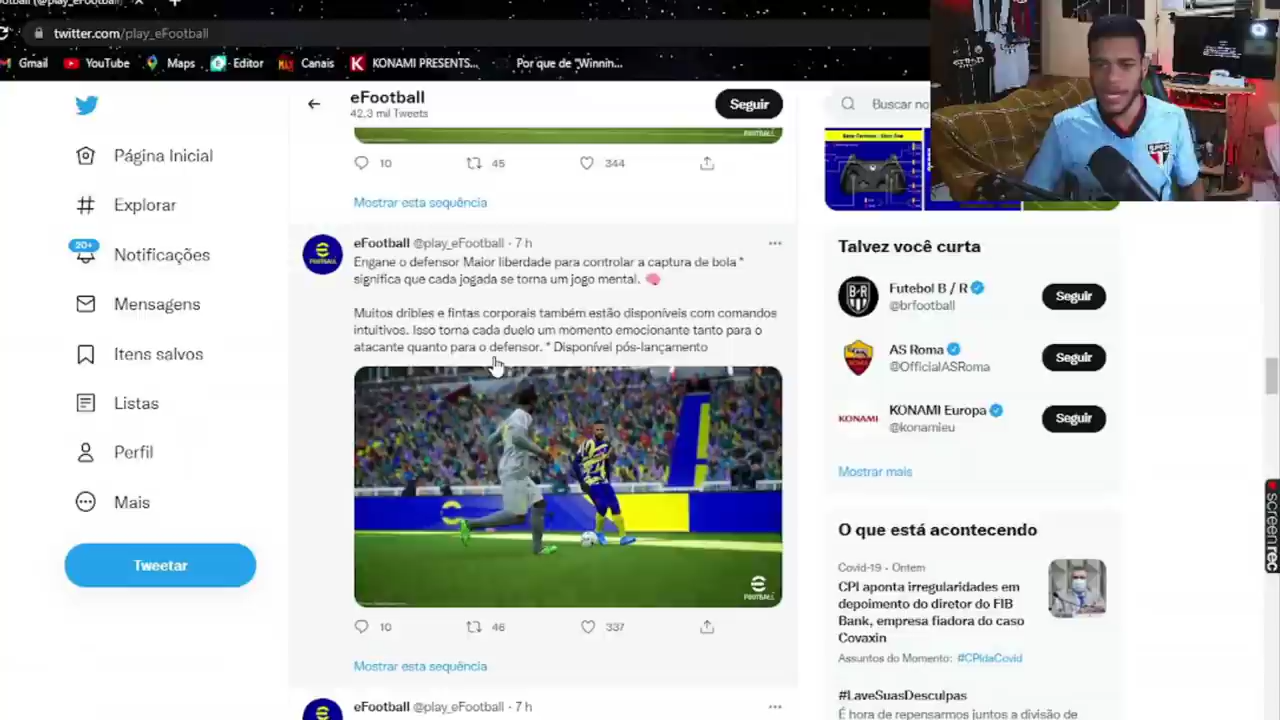 otball (@play_eFootball)
twitter.com/play_eFootball
Gmail
YouTube
Maps
Editor
Canais
KONAMI PRESENTS...
Por que de "Winnin...
eFootball
42,3 mil Tweets
Seguir
Buscar no
Página Inicial
Explorar
20+
Notificações
Mensagens
Itens salvos
Listas
Perfil
Mais
Tweetar
10
45
344
Mostrar esta sequência
eFootball @play_eFootball · 7 h
Engane o defensor Maior liberdade para controlar a captura de bola *
significa que cada jogada se torna um jogo mental. 🧠
Muitos dribles e fintas corporais também estão disponíveis com comandos
intuitivos. Isso torna cada duelo um momento emocionante tanto para o
atacante quanto para o defensor. * Disponível pós-lançamento
FOOTBALL
10
46
337
Mostrar esta sequência
eFootball @play_eFootball · 7 h
Talvez você curta
Futebol B / R
@brfootball
Seguir
AS Roma
@OfficialASRoma
Seguir
KONAMI
KONAMI Europa
@konamieu
Seguir
Mostrar mais
O que está acontecendo
Covid-19 · Ontem
CPI aponta irregularidades em
depoimento do diretor do FIB
Bank, empresa fiadora do caso
Covaxin
Assuntos do Momento: #CPIdaCovid
#LaveSuasDesculpas
É hora de repensarmos juntos a divisão de
screenrec